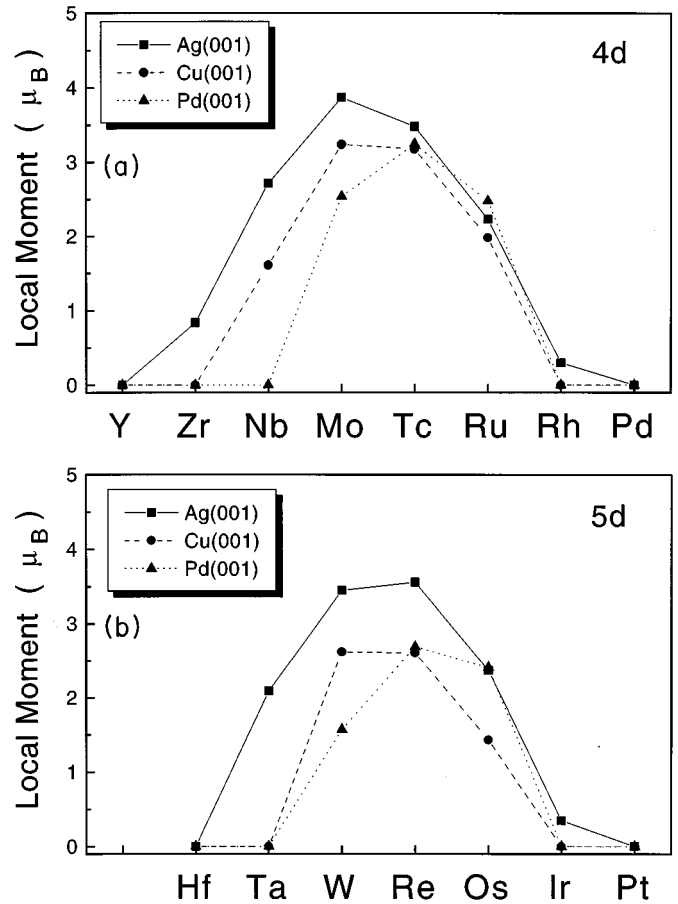 5
4
3
2
1
0
Local Moment ( μB)
Ag(001)
Cu(001)
Pd(001)
4d
(a)
Y Zr Nb Mo Tc Ru Rh Pd
5
4
3
2
1
0
Local Moment ( μB)
Ag(001)
Cu(001)
Pd(001)
5d
(b)
Hf Ta W Re Os Ir Pt